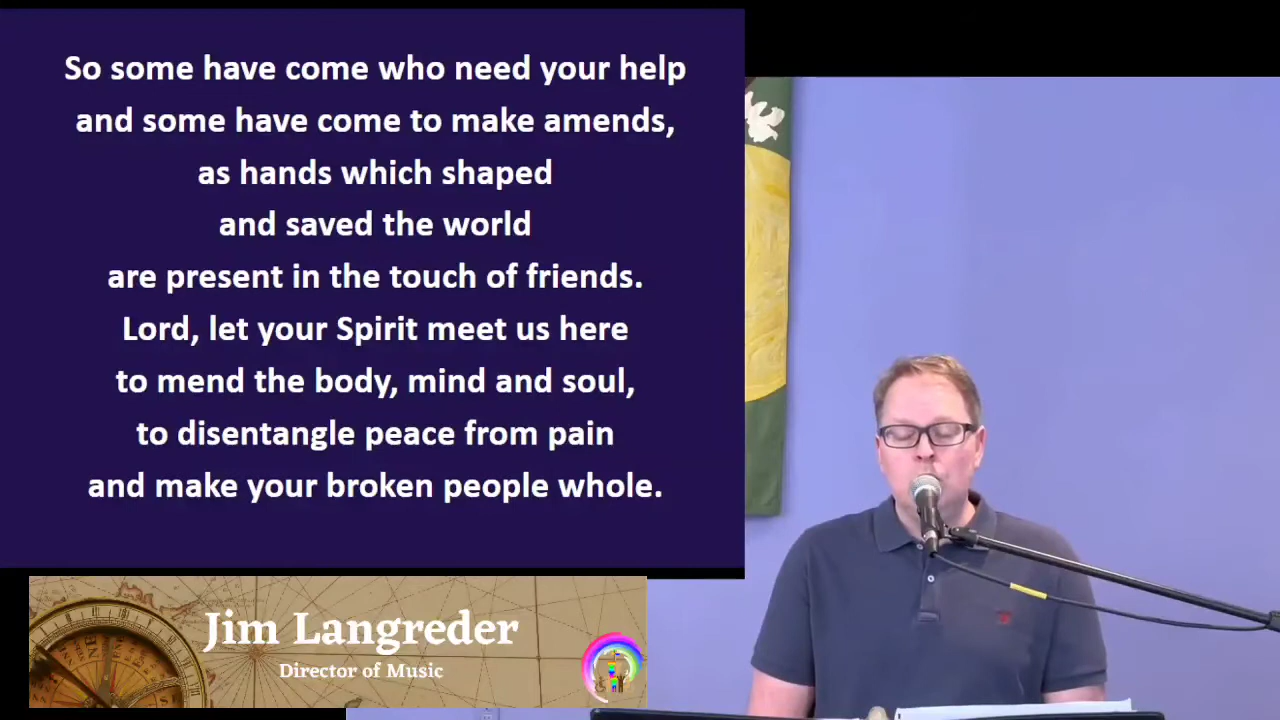 So some have come who need your help
and some have come to make amends,
as hands which shaped
and saved the world
are present in the touch of friends.
Lord, let your Spirit meet us here
to mend the body, mind and soul,
to disentangle peace from pain
and make your broken people whole.
Jim Langreder
Director of Music